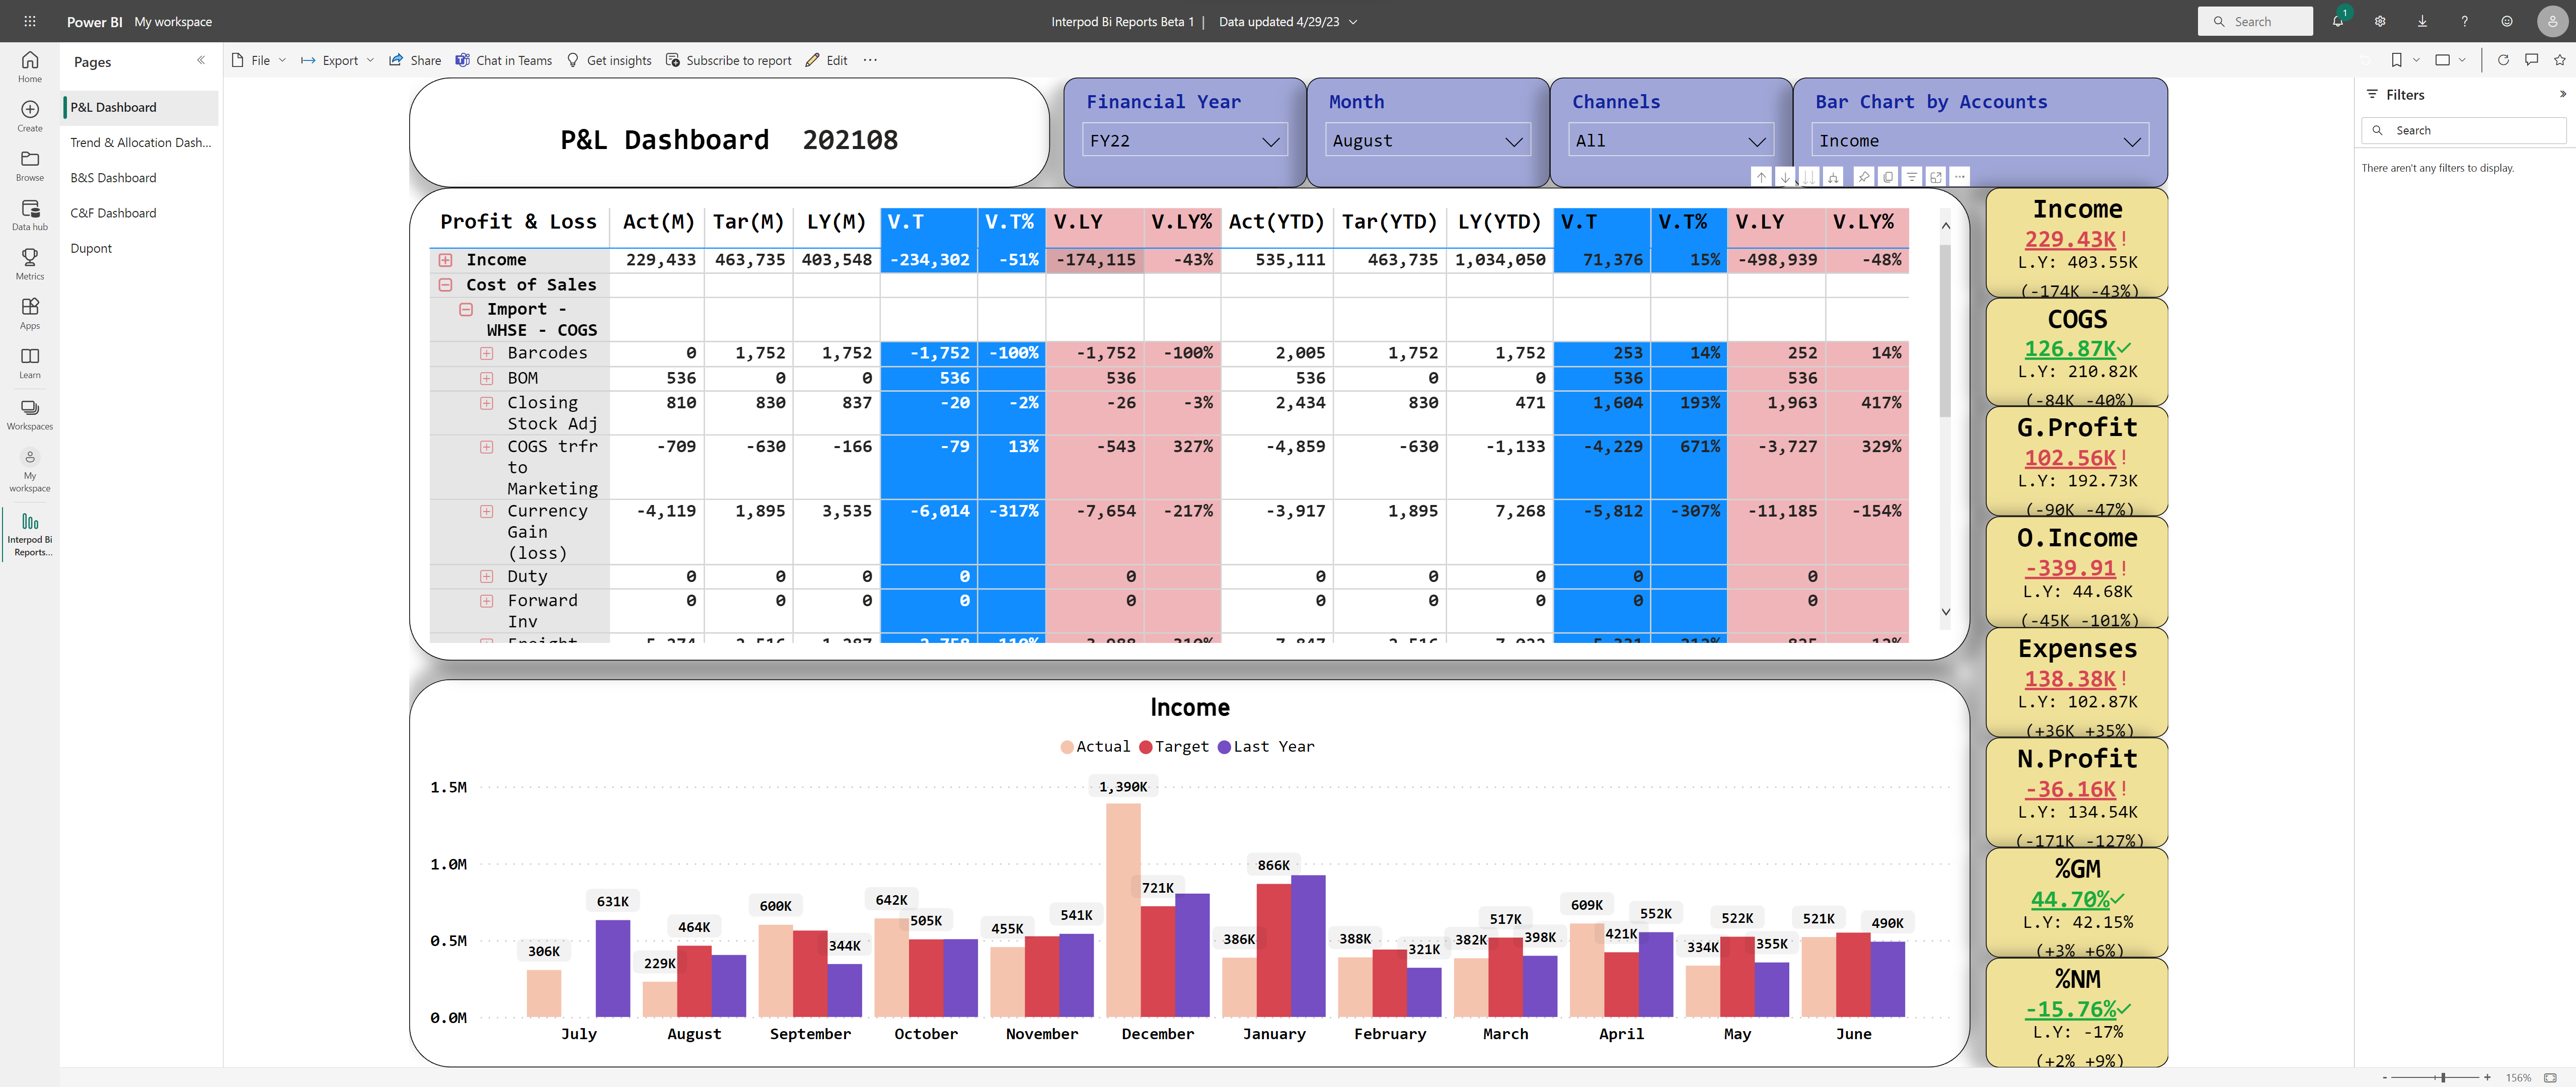 Power BI My workspace
Interpod Bi Reports Beta 1 | Data updated 4/29/23
Search
1
Home
Create
Browse
Data hub
Metrics
Apps
Learn
Workspaces
My workspace
Interpod Bi Reports...
Pages
P&L Dashboard
Trend & Allocation Dash...
B&S Dashboard
C&F Dashboard
Dupont
File Export Share Chat in Teams Get insights Subscribe to report Edit ...
P&L Dashboard 202108
Financial Year
FY22
Month
August
Channels
All
Bar Chart by Accounts
Income
Profit & Loss Act(M) Tar(M) LY(M) V.T V.T% V.LY V.LY% Act(YTD) Tar(YTD) LY(YTD) V.T V.T% V.LY V.LY%
Income 229,433 463,735 403,548 -234,302 -51% -174,115 -43% 535,111 463,735 1,034,050 71,376 15% -498,939 -48%
Cost of Sales
Import -
WHSE - COGS
Barcodes 0 1,752 1,752 -1,752 -100% -1,752 -100% 2,005 1,752 1,752 253 14% 252 14%
BOM 536 0 0 536 536 536 0 0 536 536
Closing 810 830 837 -20 -2% -26 -3% 2,434 830 471 1,604 193% 1,963 417%
Stock Adj
COGS trfr -709 -630 -166 -79 13% -543 327% -4,859 -630 -1,133 -4,229 671% -3,727 329%
to
Marketing
Currency -4,119 1,895 3,535 -6,014 -317% -7,654 -217% -3,917 1,895 7,268 -5,812 -307% -11,185 -154%
Gain
(loss)
Duty 0 0 0 0 0 0 0 0 0 0
Forward 0 0 0 0 0 0 0 0 0 0
Inv
Income
Actual Target Last Year
1.5M
1.0M
0.5M
0.0M
306K 631K
229K 464K
600K 344K
642K 505K
455K 541K
1,390K 721K
386K 866K
388K 321K
382K 517K 398K
609K 421K 552K
334K 522K 355K
521K 490K
July August September October November December January February March April May June
Income
229.43K!
L.Y: 403.55K
(-174K -43%)
COGS
126.87K✓
L.Y: 210.82K
(-84K -40%)
G.Profit
102.56K!
L.Y: 192.73K
(-90K -47%)
O.Income
-339.91!
L.Y: 44.68K
(-45K -101%)
Expenses
138.38K!
L.Y: 102.87K
(+36K +35%)
N.Profit
-36.16K!
L.Y: 134.54K
(-171K -127%)
%GM
44.70%✓
L.Y: 42.15%
(+3% +6%)
%NM
-15.76%✓
L.Y: -17%
(+2% +9%)
Filters
Search
There aren't any filters to display.
- + 156%